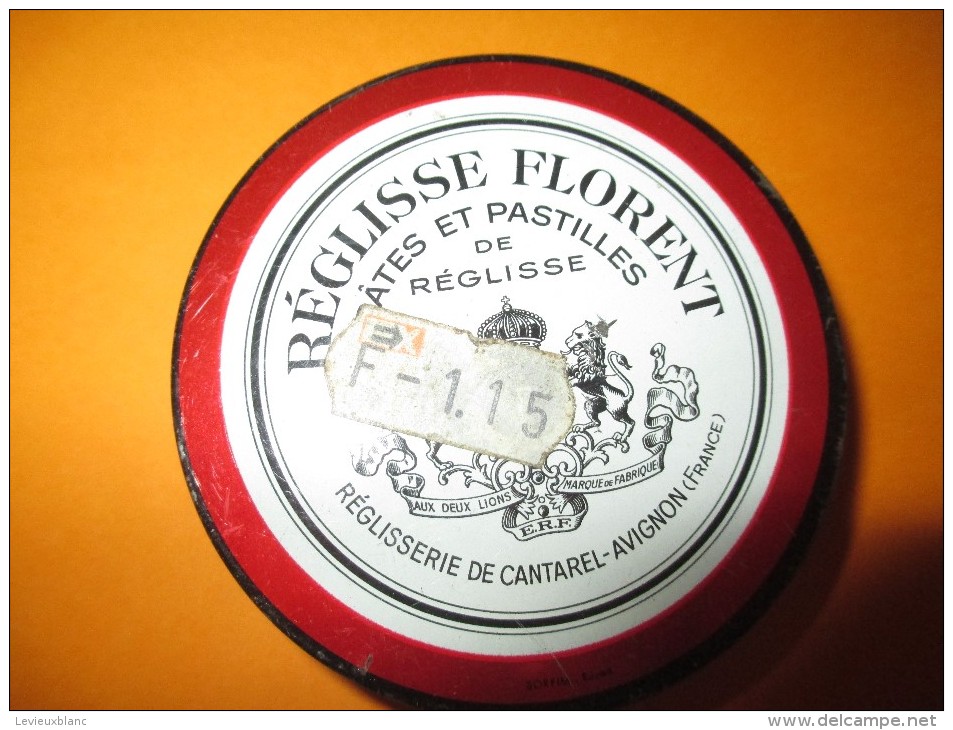 RÉGLISSE FLORENT
ÂTES ET PASTILLES
DE
RÉGLISSE
F - 1.15
AUX DEUX LIONS
MARQUE DE FABRIQUE
E.R.F.
RÉGLISSERIE DE CANTAREL-AVIGNON (FRANCE)
Levieuxblanc
delcampe.net